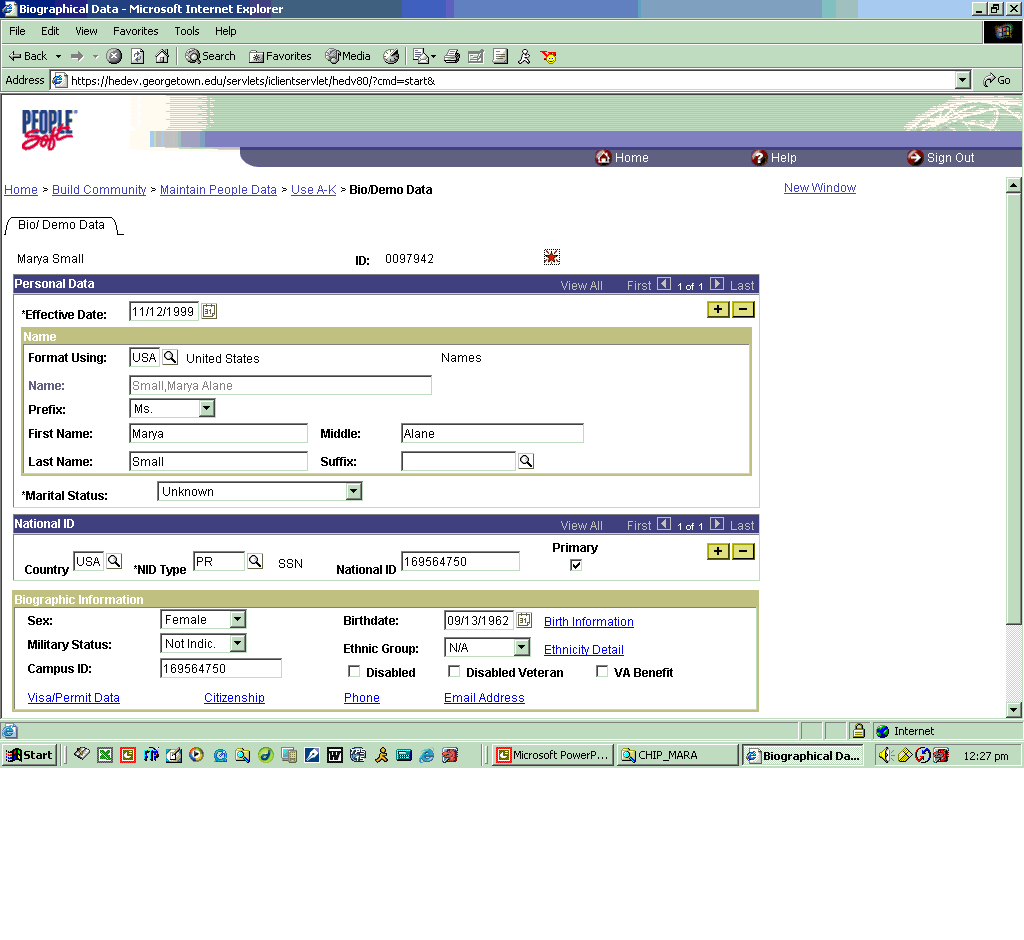 Biographical Data - Microsoft Internet Explorer
File Edit View Favorites Tools Help
Back Search Favorites Media
Address https://hedev.georgetown.edu/servlets/iclientservlet/hedv80/?cmd=start& Go
PEOPLE
Soft
Home Help Sign Out
Home > Build Community > Maintain People Data > Use A-K > Bio/Demo Data New Window
Bio/ Demo Data
Marya Small ID: 0097942
Personal Data View All First 1 of 1 Last
*Effective Date: 11/12/1999 31 + -
Name
Format Using: USA United States Names
Name: Small,Marya Alane
Prefix: Ms.
First Name: Marya Middle: Alane
Last Name: Small Suffix:
*Marital Status: Unknown
National ID View All First 1 of 1 Last
Country USA *NID Type PR SSN National ID 169564750 Primary + -
Biographic Information
Sex: Female Birthdate: 09/13/1962 31 Birth Information
Military Status: Not Indic. Ethnic Group: N/A Ethnicity Detail
Campus ID: 169564750 Disabled Disabled Veteran VA Benefit
Visa/Permit Data Citizenship Phone Email Address
Internet
Start Microsoft PowerP... CHIP_MARA Biographical Da... 12:27 pm